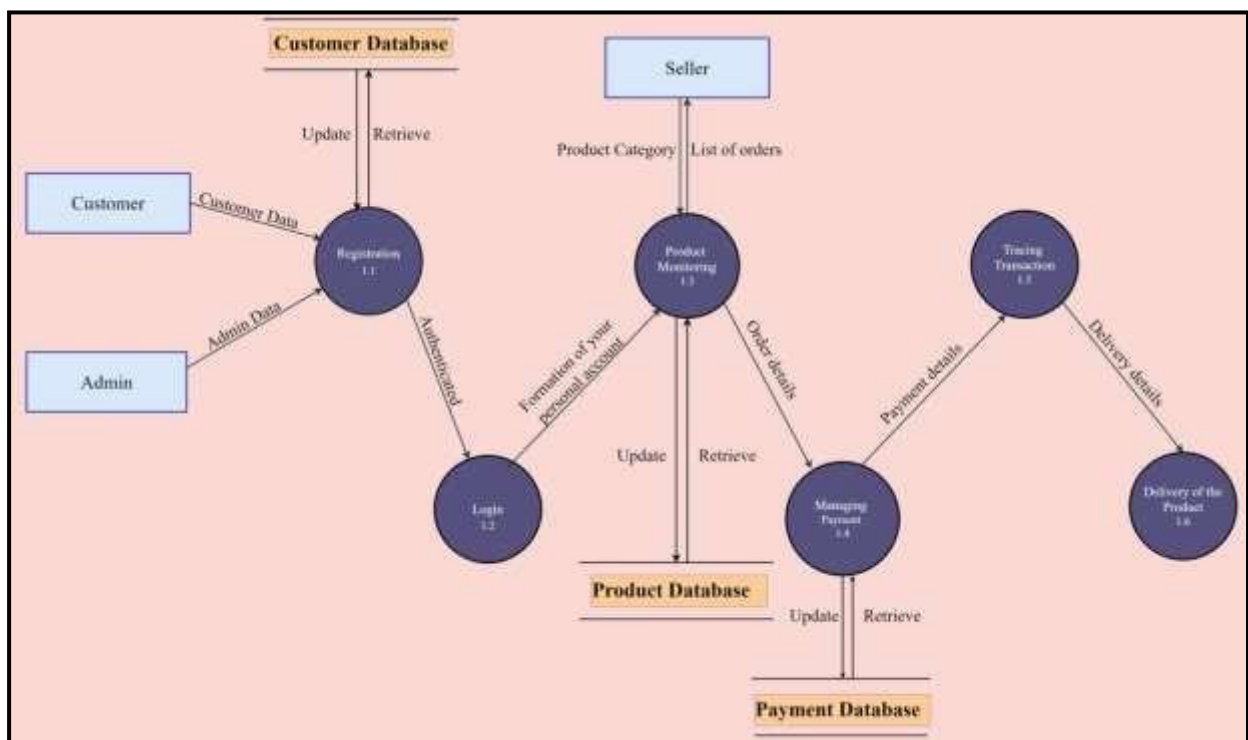 Customer Database
Seller
Update
Retrieve
Product Category
List of orders
Customer
Customer Data
Registration
1.1
Product
Monitoring
1.3
Tracing
Transaction
1.5
Admin Data
Admin
Authenticated
Formation of your
personal account
Order details
Payment details
Delivery details
Update
Retrieve
Login
1.2
Managing
Payment
1.4
Delivery of the
Product
1.6
Product Database
Update
Retrieve
Payment Database